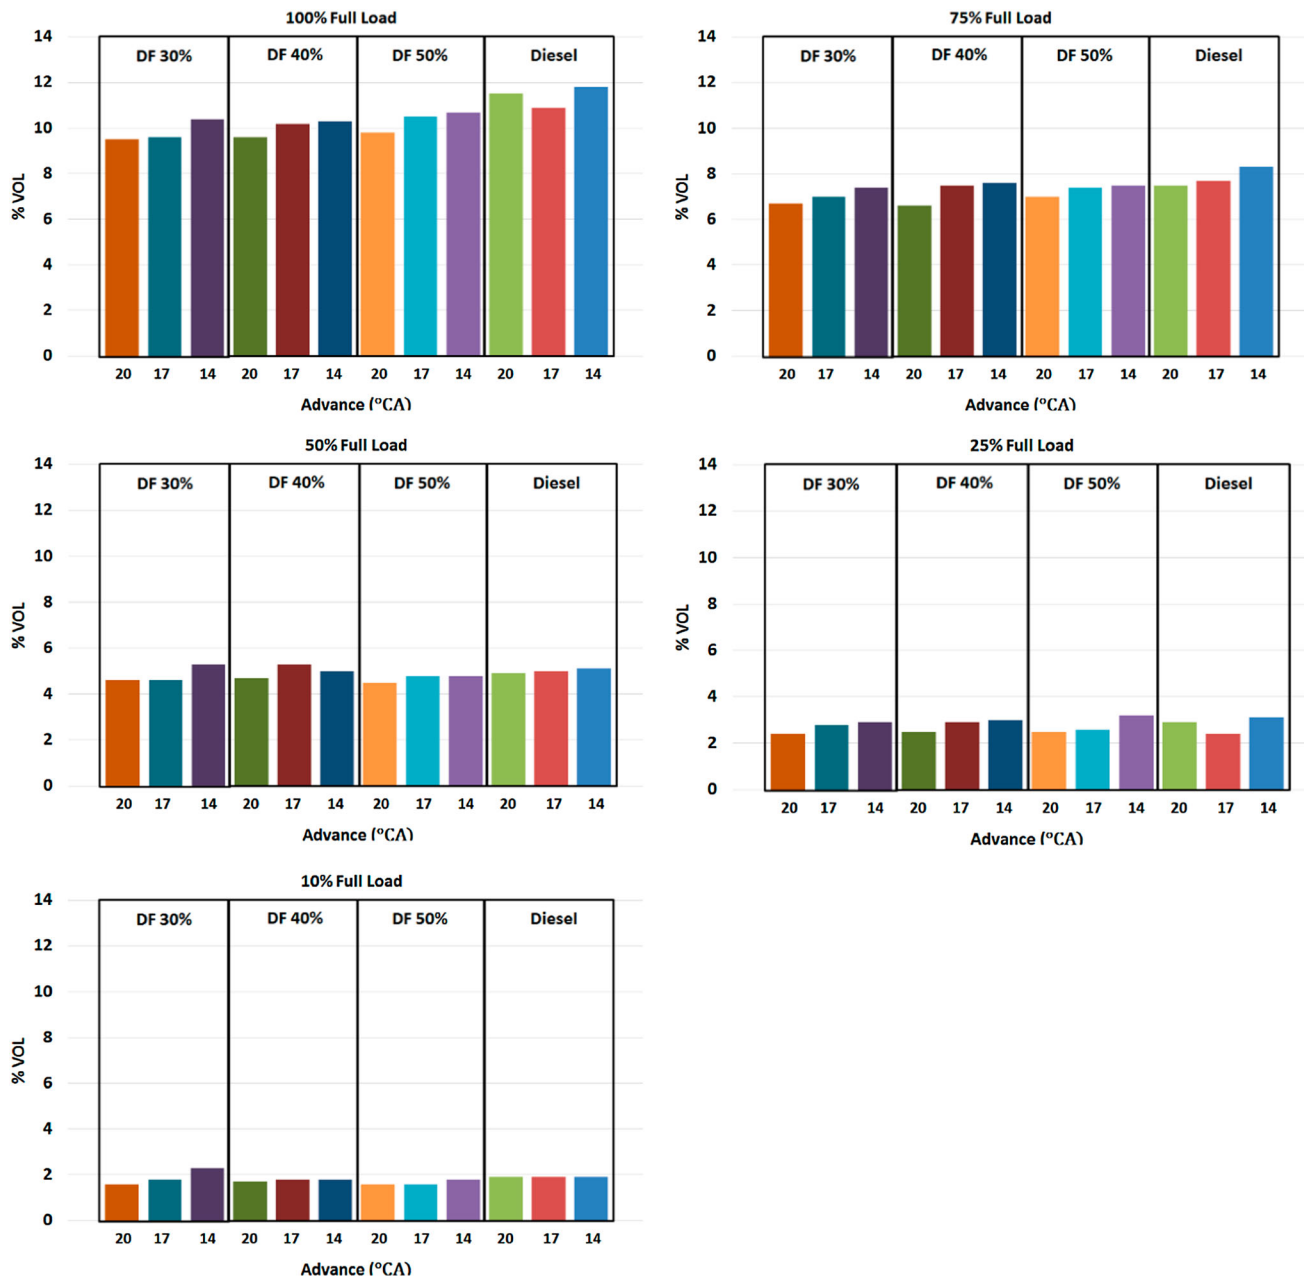 100% Full Load
14
12
10
8
6
4
2
0
% VOL
DF 30%
DF 40%
DF 50%
Diesel
20 17 14 20 17 14 20 17 14 20 17 14
Advance (°CA)
75% Full Load
14
12
10
8
6
4
2
0
% VOL
DF 30%
DF 40%
DF 50%
Diesel
20 17 14 20 17 14 20 17 14 20 17 14
Advance (°CA)
50% Full Load
14
12
10
8
6
4
2
0
% VOL
DF 30%
DF 40%
DF 50%
Diesel
20 17 14 20 17 14 20 17 14 20 17 14
Advance (°CA)
25% Full Load
14
12
10
8
6
4
2
0
% VOL
DF 30%
DF 40%
DF 50%
Diesel
20 17 14 20 17 14 20 17 14 20 17 14
Advance (°CA)
10% Full Load
14
12
10
8
6
4
2
0
% VOL
DF 30%
DF 40%
DF 50%
Diesel
20 17 14 20 17 14 20 17 14 20 17 14
Advance (°CA)